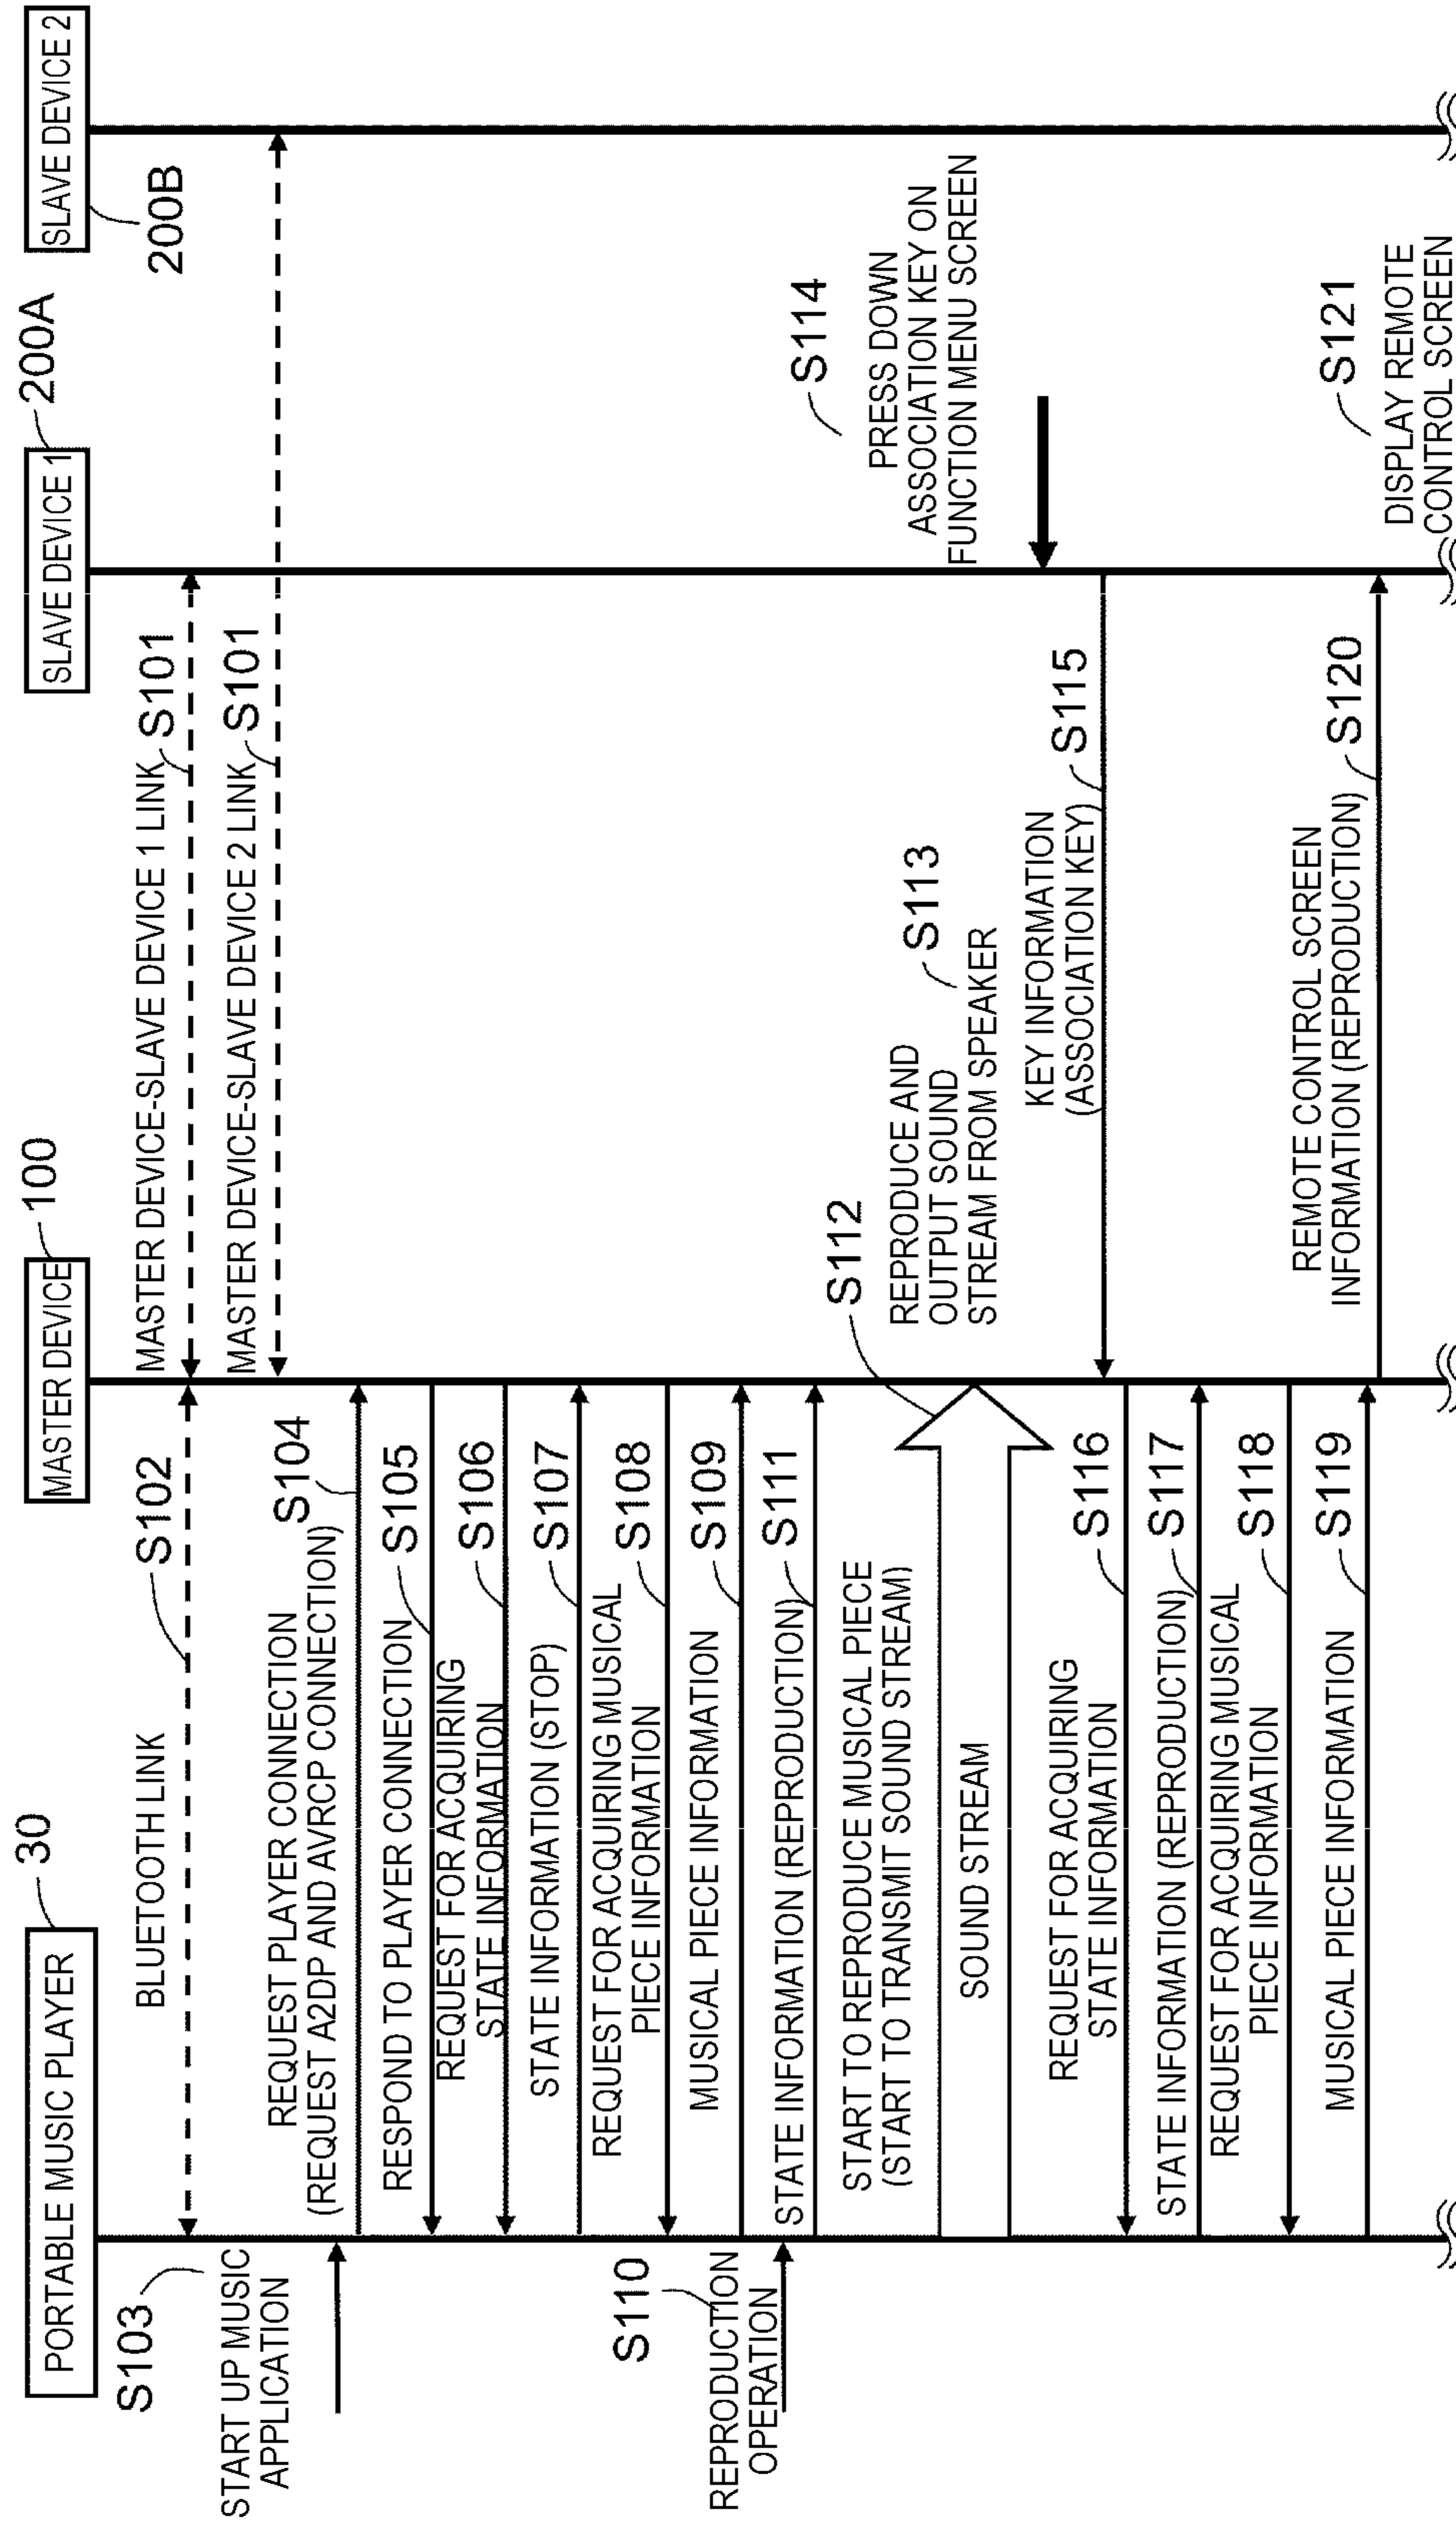 PORTABLE MUSIC PLAYER
30
MASTER DEVICE
100
SLAVE DEVICE 1
200A
SLAVE DEVICE 2
200B
BLUETOOTH LINK
S102
MASTER DEVICE-SLAVE DEVICE 1 LINK
S101
MASTER DEVICE-SLAVE DEVICE 2 LINK
S101
S103
START UP MUSIC
APPLICATION
REQUEST PLAYER CONNECTION
(REQUEST A2DP AND AVRCP CONNECTION)
S104
RESPOND TO PLAYER CONNECTION
S105
REQUEST FOR ACQUIRING
STATE INFORMATION
S106
STATE INFORMATION (STOP)
S107
REQUEST FOR ACQUIRING MUSICAL
PIECE INFORMATION
S108
MUSICAL PIECE INFORMATION
S109
S110
REPRODUCTION
OPERATION
STATE INFORMATION (REPRODUCTION)
S111
START TO REPRODUCE MUSICAL PIECE
(START TO TRANSMIT SOUND STREAM)
SOUND STREAM
S112
REPRODUCE AND
OUTPUT SOUND
STREAM FROM SPEAKER
S113
S114
PRESS DOWN
ASSOCIATION KEY ON
FUNCTION MENU SCREEN
KEY INFORMATION
(ASSOCIATION KEY)
S115
REQUEST FOR ACQUIRING
STATE INFORMATION
S116
STATE INFORMATION (REPRODUCTION)
S117
REQUEST FOR ACQUIRING MUSICAL
PIECE INFORMATION
S118
MUSICAL PIECE INFORMATION
S119
REMOTE CONTROL SCREEN
INFORMATION (REPRODUCTION)
S120
S121
DISPLAY REMOTE
CONTROL SCREEN